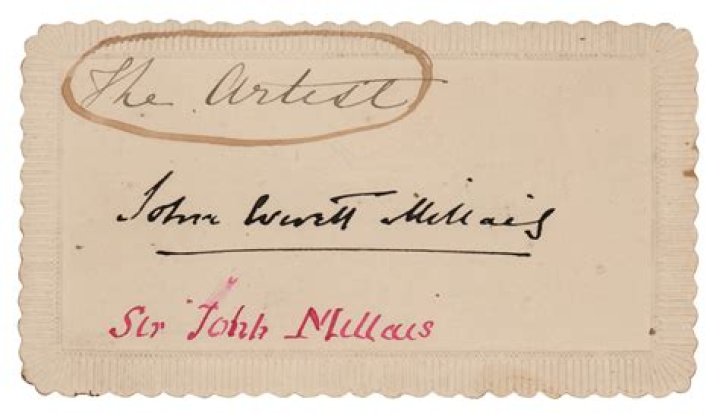 The Artist
John Everett Millais
Sir John Millais